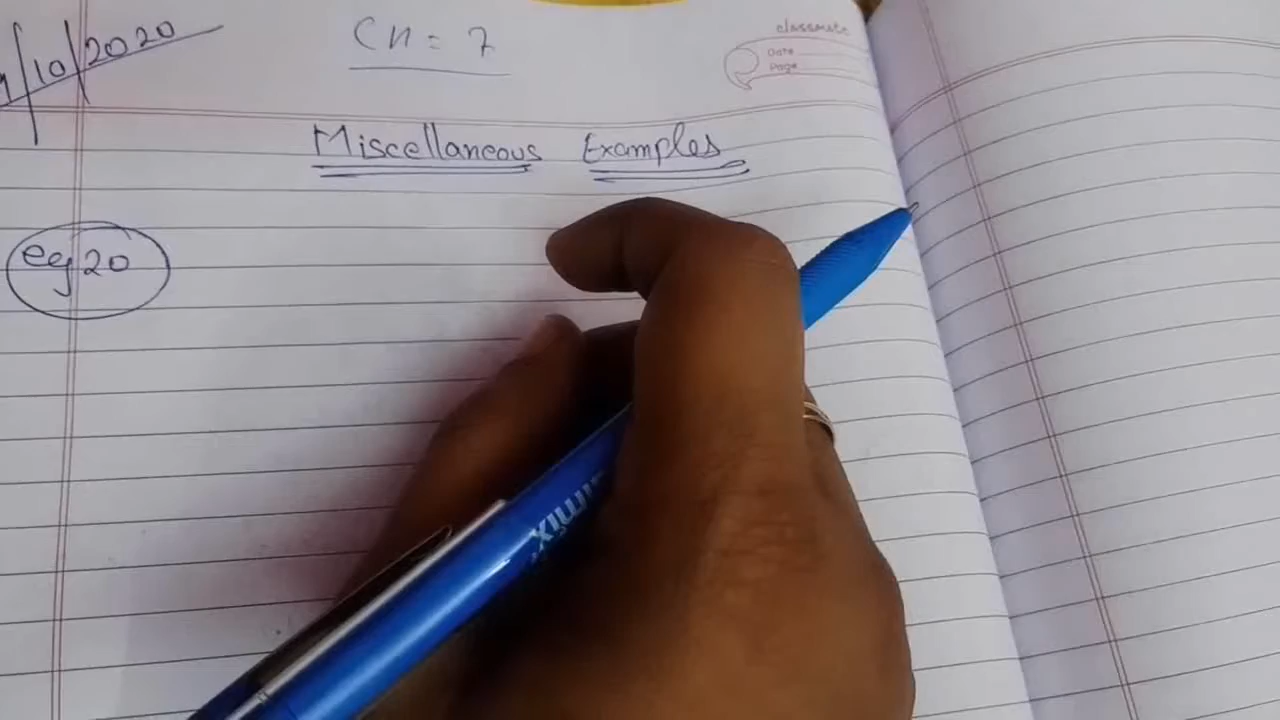 /10/2020
Ch = 7
classmate
Date
Page
Miscellaneous Examples
eg 20